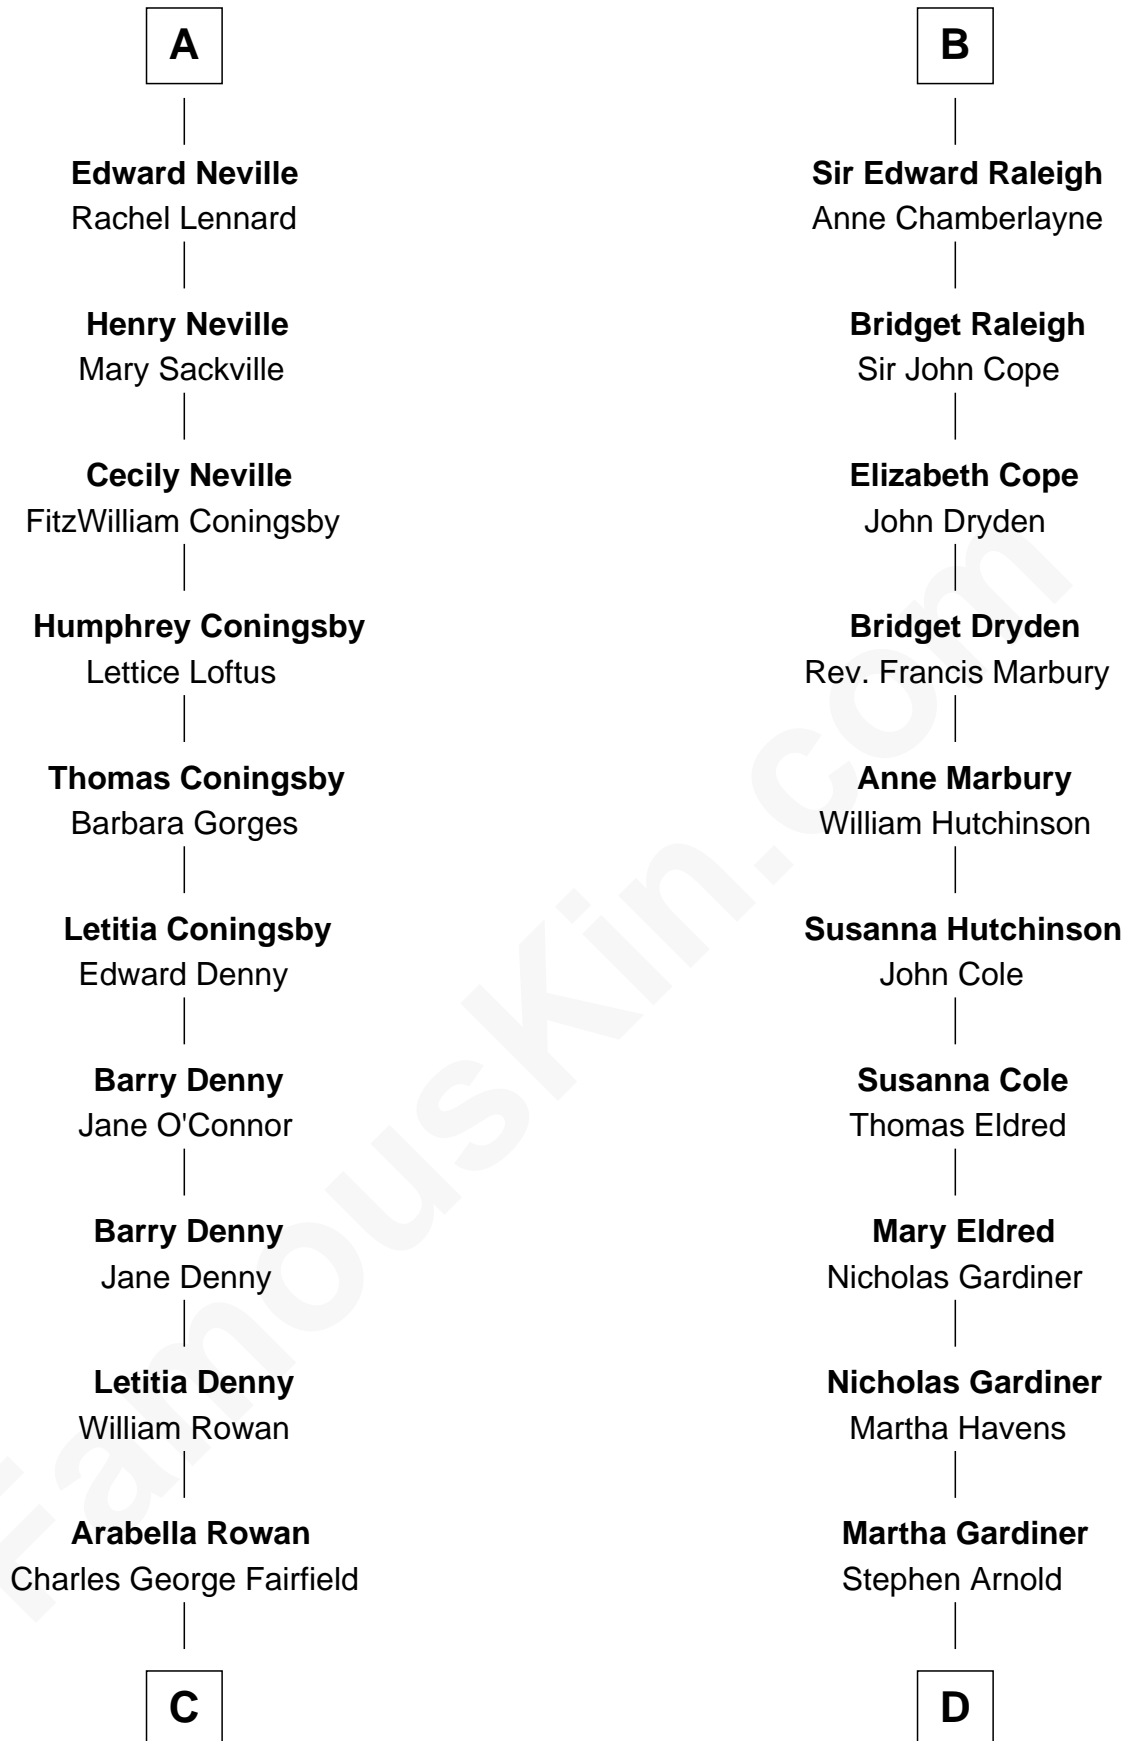 A
Edward Neville
Rachel Lennard
Henry Neville
Mary Sackville
Cecily Neville
FitzWilliam Coningsby
Humphrey Coningsby
Lettice Loftus
Thomas Coningsby
Barbara Gorges
Letitia Coningsby
Edward Denny
Barry Denny
Jane O'Connor
Barry Denny
Jane Denny
Letitia Denny
William Rowan
Arabella Rowan
Charles George Fairfield
C
B
Sir Edward Raleigh
Anne Chamberlayne
Bridget Raleigh
Sir John Cope
Elizabeth Cope
John Dryden
Bridget Dryden
Rev. Francis Marbury
Anne Marbury
William Hutchinson
Susanna Hutchinson
John Cole
Susanna Cole
Thomas Eldred
Mary Eldred
Nicholas Gardiner
Nicholas Gardiner
Martha Havens
Martha Gardiner
Stephen Arnold
D
FamousKin.com